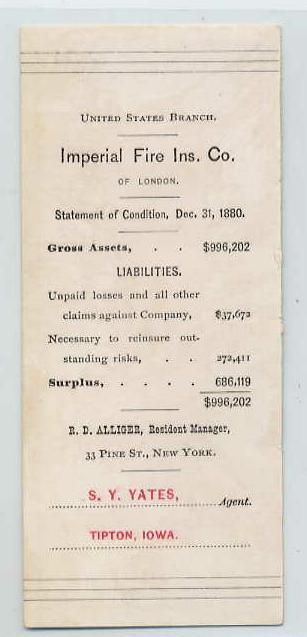 UNITED STATES BRANCH.
Imperial Fire Ins. Co.
OF LONDON.
Statement of Condition, Dec. 31, 1880.
Gross Assets, . . $996,202
LIABILITIES.
Unpaid losses and all other
claims against Company, $37,672
Necessary to reinsure out-
standing risks, . . 272,411
Surplus, . . . . 686,119
$996,202
R. D. ALLIGER, Resident Manager,
33 PINE ST., NEW YORK.
S. Y. YATES, Agent.
TIPTON, IOWA.